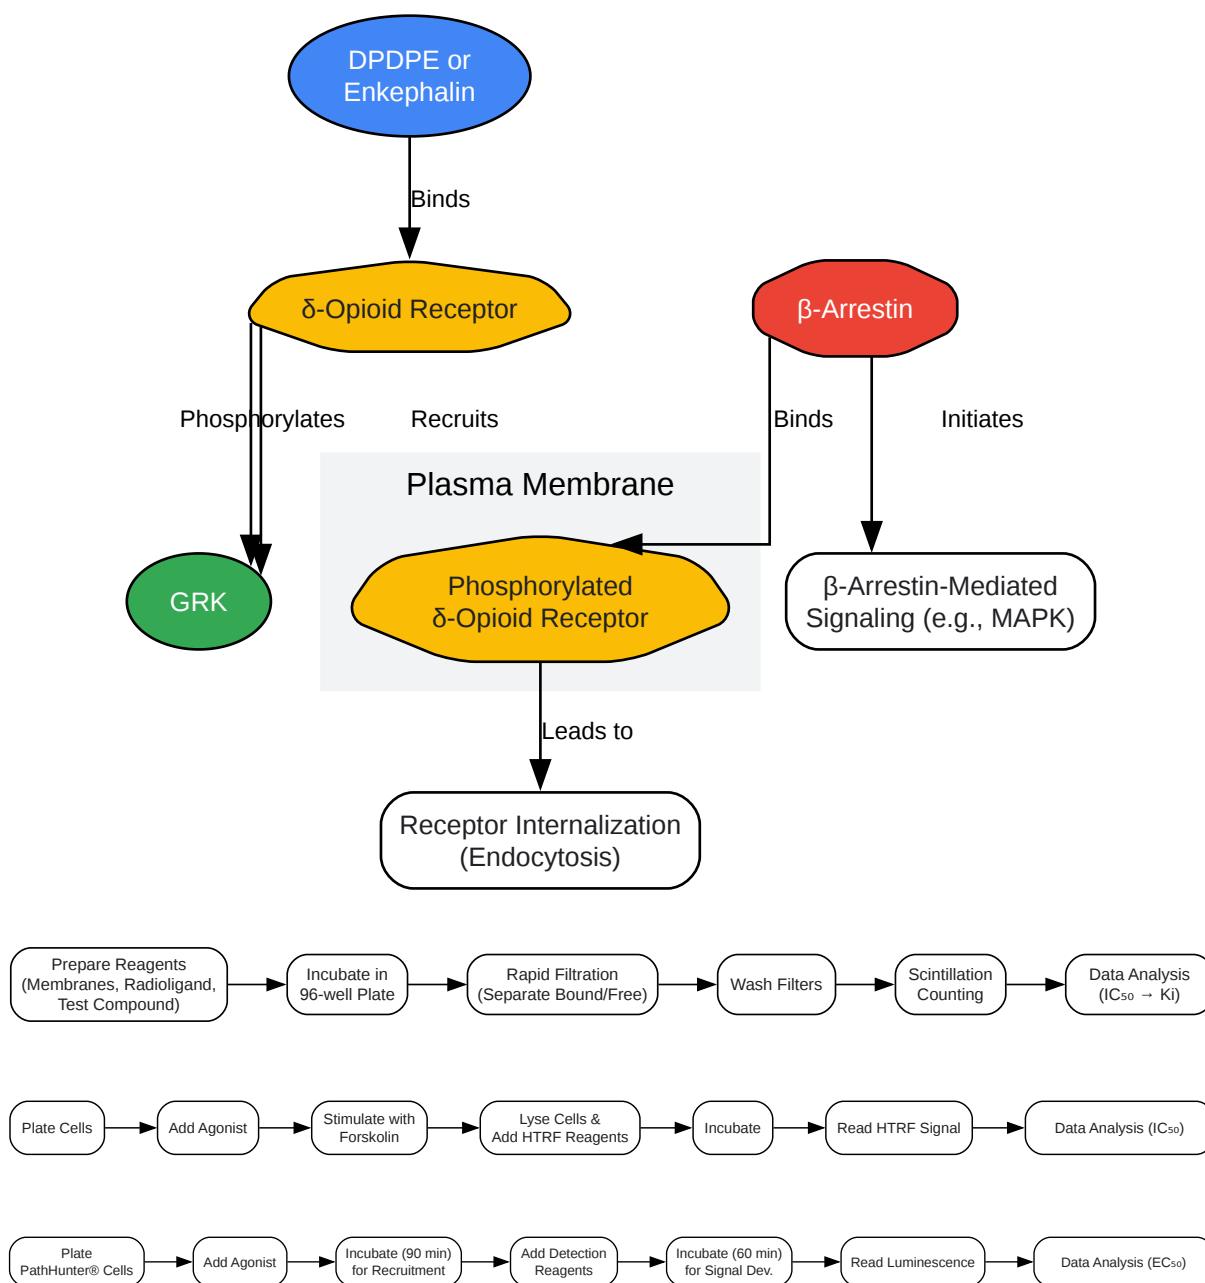 DPDPE or
Enkephalin
Binds
δ-Opioid Receptor
β-Arrestin
Phosphorylates
Recruits
Binds
Initiates
Plasma Membrane
GRK
Phosphorylated
δ-Opioid Receptor
β-Arrestin-Mediated
Signaling (e.g., MAPK)
Leads to
Receptor Internalization
(Endocytosis)
Prepare Reagents
(Membranes, Radioligand,
Test Compound)
Incubate in
96-well Plate
Rapid Filtration
(Separate Bound/Free)
Wash Filters
Scintillation
Counting
Data Analysis
(IC₅₀ → Ki)
Plate Cells
Add Agonist
Stimulate with
Forskolin
Lyse Cells &
Add HTRF Reagents
Incubate
Read HTRF Signal
Data Analysis (IC₅₀)
Plate
PathHunter® Cells
Add Agonist
Incubate (90 min)
for Recruitment
Add Detection
Reagents
Incubate (60 min)
for Signal Dev.
Read Luminescence
Data Analysis (EC₅₀)